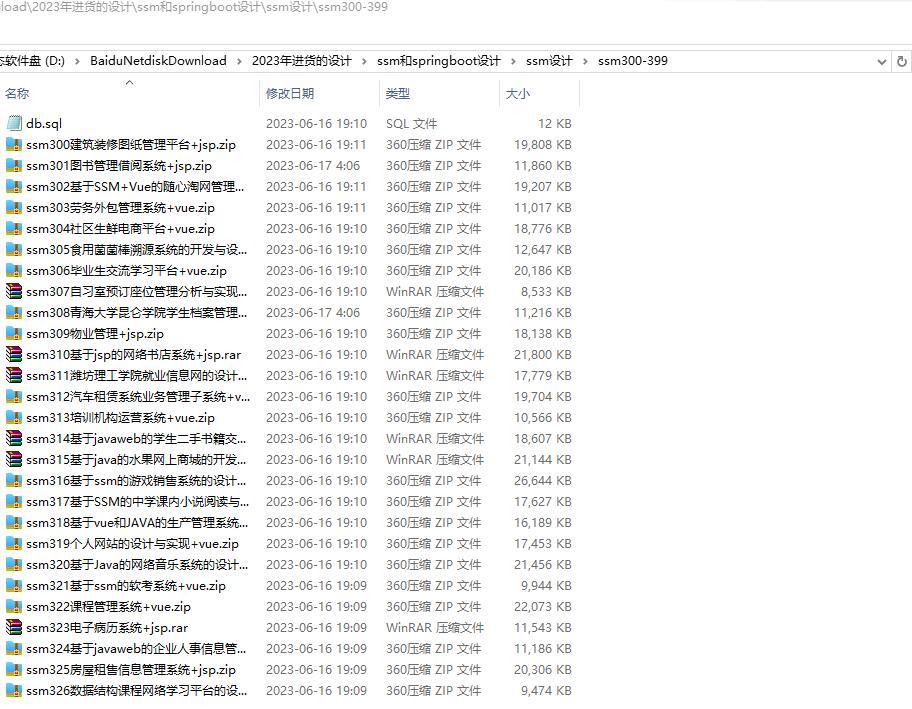 load\2023年进货的设计\ssm和springboot设计\ssm设计\ssm300-399
态软件盘 (D:) > BaiduNetdiskDownload > 2023年进货的设计 > ssm和springboot设计 > ssm设计 > ssm300-399
名称 修改日期 类型 大小
db.sql 2023-06-16 19:10 SQL 文件 12 KB
ssm300建筑装修图纸管理平台+jsp.zip 2023-06-16 19:11 360压缩 ZIP 文件 19,808 KB
ssm301图书管理借阅系统+jsp.zip 2023-06-17 4:06 360压缩 ZIP 文件 11,860 KB
ssm302基于SSM+Vue的随心淘网管理... 2023-06-16 19:11 360压缩 ZIP 文件 19,207 KB
ssm303劳务外包管理系统+vue.zip 2023-06-16 19:11 360压缩 ZIP 文件 11,017 KB
ssm304社区生鲜电商平台+vue.zip 2023-06-16 19:10 360压缩 ZIP 文件 18,776 KB
ssm305食用菌菌棒溯源系统的开发与设... 2023-06-16 19:10 360压缩 ZIP 文件 12,647 KB
ssm306毕业生交流学习平台+vue.zip 2023-06-16 19:10 360压缩 ZIP 文件 20,186 KB
ssm307自习室预订座位管理分析与实现... 2023-06-16 19:10 WinRAR 压缩文件 8,533 KB
ssm308青海大学昆仑学院学生档案管理... 2023-06-17 4:06 360压缩 ZIP 文件 11,216 KB
ssm309物业管理+jsp.zip 2023-06-16 19:10 360压缩 ZIP 文件 18,138 KB
ssm310基于jsp的网络书店系统+jsp.rar 2023-06-16 19:10 WinRAR 压缩文件 21,800 KB
ssm311潍坊理工学院就业信息网的设计... 2023-06-16 19:10 WinRAR 压缩文件 17,779 KB
ssm312汽车租赁系统业务管理子系统+v... 2023-06-16 19:10 360压缩 ZIP 文件 19,704 KB
ssm313培训机构运营系统+vue.zip 2023-06-16 19:10 360压缩 ZIP 文件 10,566 KB
ssm314基于javaweb的学生二手书籍交... 2023-06-16 19:10 WinRAR 压缩文件 18,607 KB
ssm315基于java的水果网上商城的开发... 2023-06-16 19:10 WinRAR 压缩文件 21,144 KB
ssm316基于ssm的游戏销售系统的设计... 2023-06-16 19:10 360压缩 ZIP 文件 26,644 KB
ssm317基于SSM的中学课内小说阅读与... 2023-06-16 19:10 360压缩 ZIP 文件 17,627 KB
ssm318基于vue和JAVA的生产管理系统... 2023-06-16 19:10 360压缩 ZIP 文件 16,189 KB
ssm319个人网站的设计与实现+vue.zip 2023-06-16 19:10 360压缩 ZIP 文件 17,453 KB
ssm320基于Java的网络音乐系统的设计... 2023-06-16 19:10 360压缩 ZIP 文件 21,456 KB
ssm321基于ssm的软考系统+vue.zip 2023-06-16 19:09 360压缩 ZIP 文件 9,944 KB
ssm322课程管理系统+vue.zip 2023-06-16 19:09 360压缩 ZIP 文件 22,073 KB
ssm323电子病历系统+jsp.rar 2023-06-16 19:09 WinRAR 压缩文件 11,543 KB
ssm324基于javaweb的企业人事信息管... 2023-06-16 19:09 360压缩 ZIP 文件 11,186 KB
ssm325房屋租售信息管理系统+jsp.zip 2023-06-16 19:09 360压缩 ZIP 文件 20,306 KB
ssm326数据结构课程网络学习平台的设... 2023-06-16 19:09 360压缩 ZIP 文件 9,474 KB